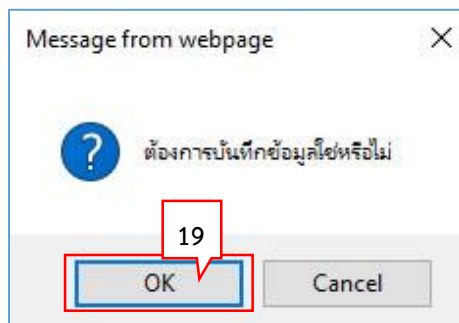 Message from webpage
ต้องการบันทึกข้อมูลใช่หรือไม่
19
OK
Cancel